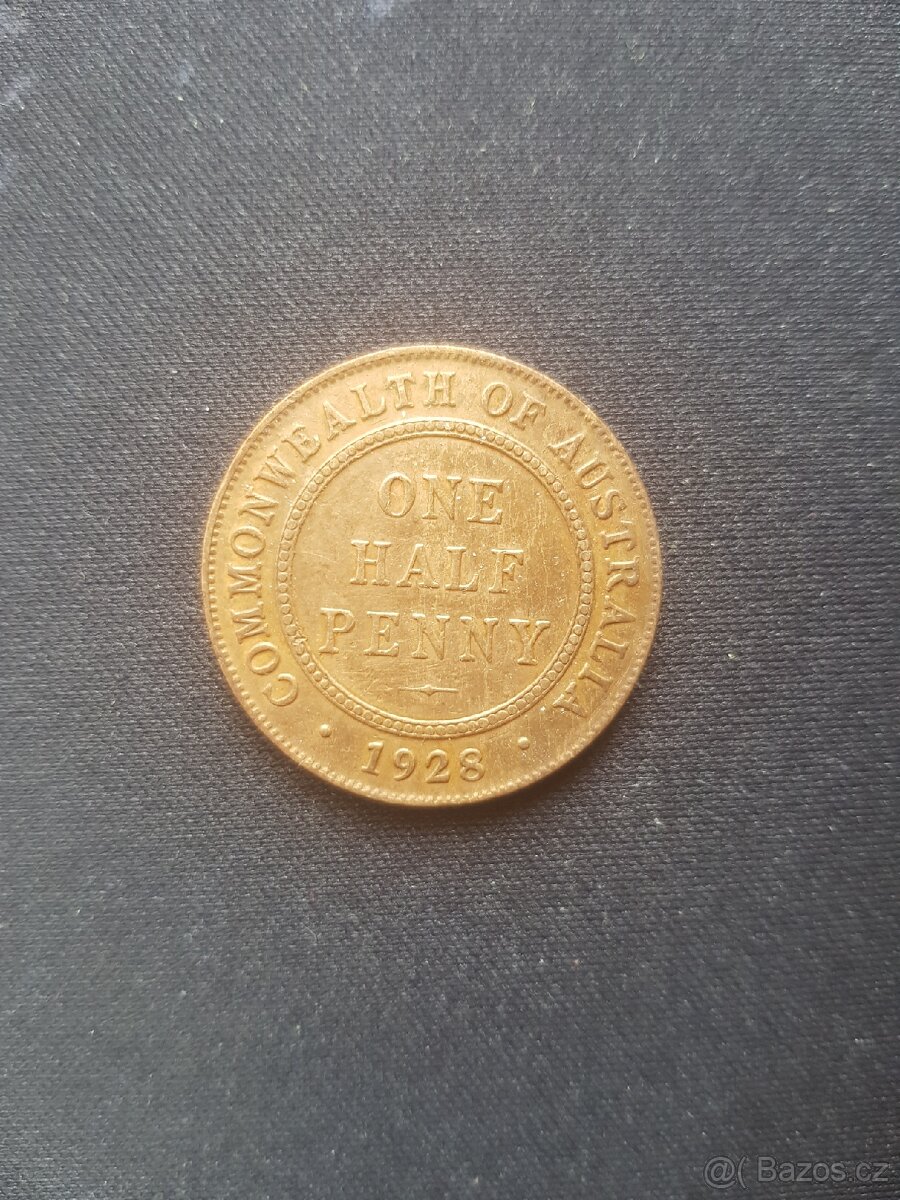 COMMONWEALTH OF AUSTRALIA
ONE
HALF
PENNY
· 1928 ·
@( Bazos.cz